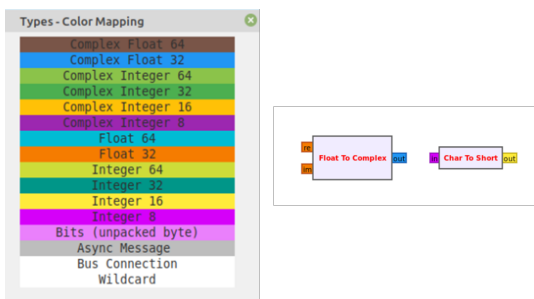 Types - Color Mapping
Complex Float 64
Complex Float 32
Complex Integer 64
Complex Integer 32
Complex Integer 16
Complex Integer 8
Float 64
Float 32
Integer 64
Integer 32
Integer 16
Integer 8
Bits (unpacked byte)
Async Message
Bus Connection
Wildcard
re
im
Float To Complex
out
in
Char To Short
out